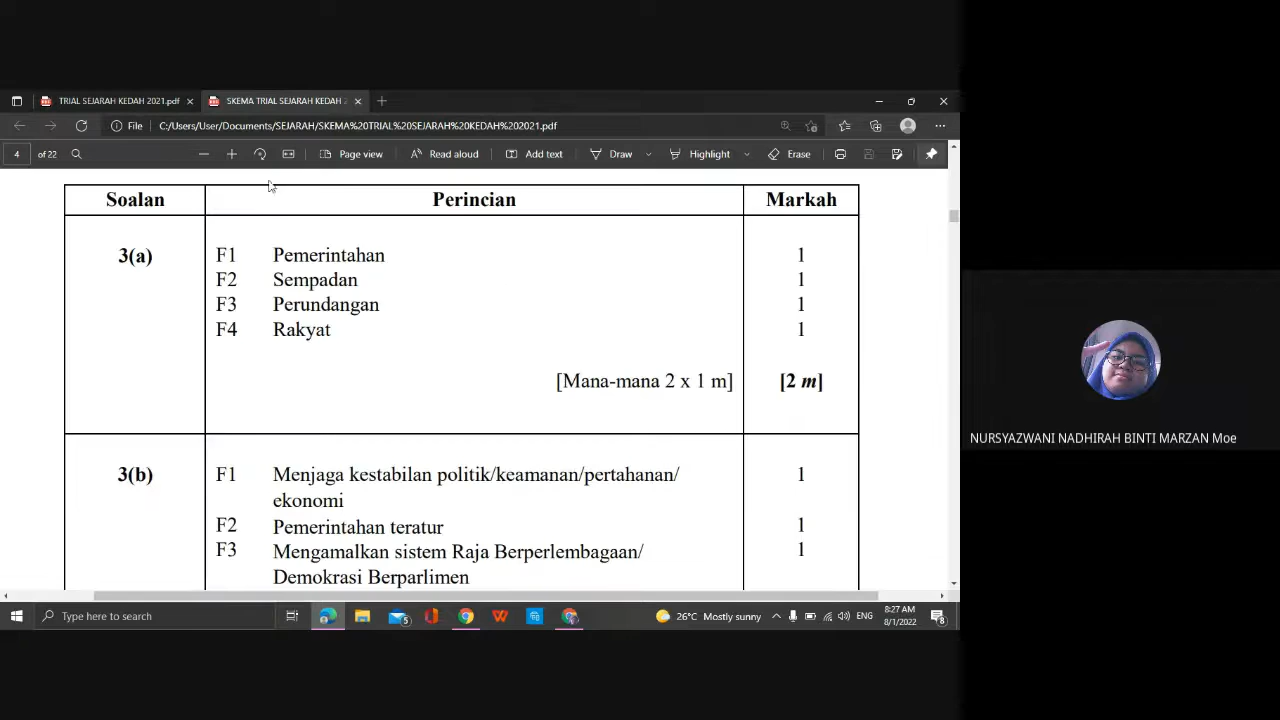 TRIAL SEJARAH KEDAH 2021.pdf
SKEMA TRIAL SEJARAH KEDAH 2
File C:/Users/User/Documents/SEJARAH/SKEMA%20TRIAL%20SEJARAH%20KEDAH%202021.pdf
4 of 22 Page view Read aloud Add text Draw Highlight Erase
Soalan Perincian Markah
3(a) F1 Pemerintahan 1
F2 Sempadan 1
F3 Perundangan 1
F4 Rakyat 1
[Mana-mana 2 x 1 m] [2 m]
3(b) F1 Menjaga kestabilan politik/keamanan/pertahanan/ 1
ekonomi
F2 Pemerintahan teratur 1
F3 Mengamalkan sistem Raja Berperlembagaan/ 1
Demokrasi Berparlimen
NURSYAZWANI NADHIRAH BINTI MARZAN Moe
Type here to search 5 26°C Mostly sunny ENG 8:27 AM
8/1/2022 8